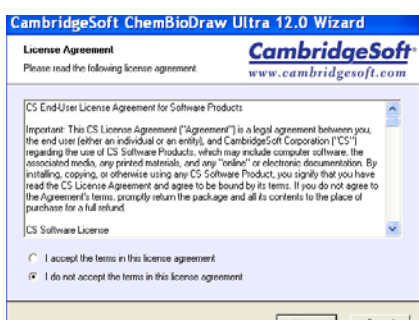 CambridgeSoft ChemBioDraw Ultra 12.0 Wizard
License Agreement
Please read the following license agreement.
CambridgeSoft
www.cambridgesoft.com
CS End-User License Agreement for Software Products
Important: This CS License Agreement ("Agreement") is a legal agreement between you,
the end user (either an individual or an entity), and CambridgeSoft Corporation ("CS")
regarding the use of CS Software Products, which may include computer software, the
associated media, any printed materials, and any "online" or electronic documentation. By
installing, copying, or otherwise using any CS Software Product, you signify that you have
read the CS License Agreement and agree to be bound by its terms. If you do not agree to
the Agreement's terms, promptly return the package and all its contents to the place of
purchase for a full refund.
CS Software License
I accept the terms in this license agreement
I do not accept the terms in this license agreement